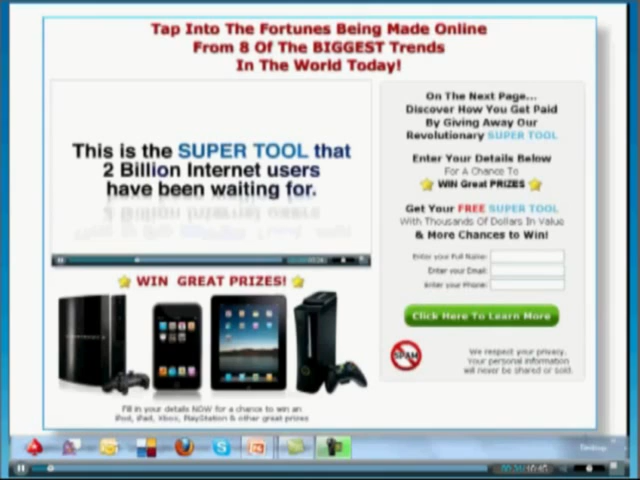 Tap Into The Fortunes Being Made Online
From 8 Of The BIGGEST Trends
In The World Today!
This is the SUPER TOOL that
2 Billion Internet users
have been waiting for.
WIN GREAT PRIZES!
Fill in your details NOW for a chance to win an
iPod, iPad, Xbox, PlayStation & other great prizes
On The Next Page...
Discover How You Get Paid
By Giving Away Our
Revolutionary SUPER TOOL
Enter Your Details Below
For A Chance To
WIN Great PRIZES
Get Your FREE SUPER TOOL
With Thousands Of Dollars In Value
& More Chances to Win!
Enter your Full Name:
Enter your Email:
Enter your Phone:
Click Here To Learn More
SPAM
We respect your privacy.
Your personal information
will never be shared or sold.
Desktop